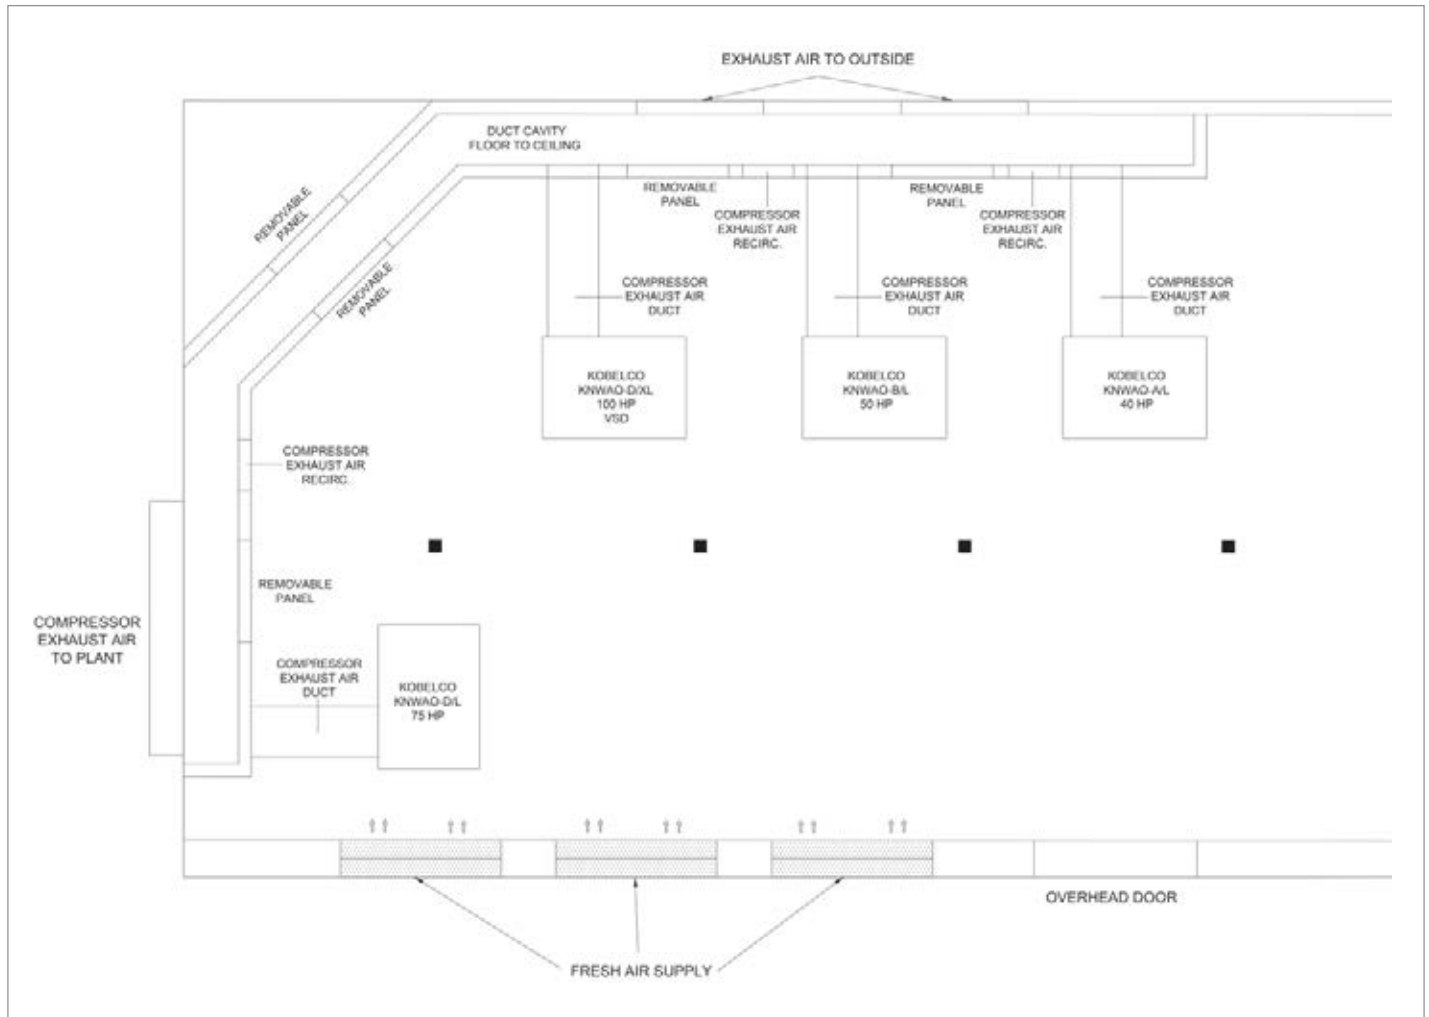 EXHAUST AIR TO OUTSIDE
DUCT CAVITY
FLOOR TO CEILING
REMOVABLE
PANEL
REMOVABLE
PANEL
REMOVABLE
PANEL
COMPRESSOR
EXHAUST AIR
RECIRC.
REMOVABLE
PANEL
COMPRESSOR
EXHAUST AIR
RECIRC.
COMPRESSOR
EXHAUST AIR
DUCT
COMPRESSOR
EXHAUST AIR
DUCT
COMPRESSOR
EXHAUST AIR
DUCT
KOBELCO
KNWAO-D/XL
100 HP
VSD
KOBELCO
KNWAO-B/L
50 HP
KOBELCO
KNWAO-A/L
40 HP
COMPRESSOR
EXHAUST AIR
RECIRC.
REMOVABLE
PANEL
COMPRESSOR
EXHAUST AIR
TO PLANT
COMPRESSOR
EXHAUST AIR
DUCT
KOBELCO
KNWAO-D/L
75 HP
OVERHEAD DOOR
FRESH AIR SUPPLY